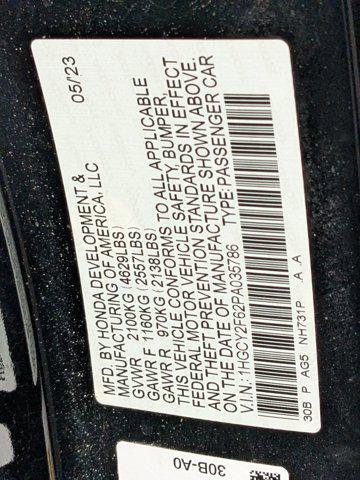 MFD. BY HONDA DEVELOPMENT & 05/'23
MANUFACTURING OF AMERICA, LLC
GVWR 2100KG (4629LBS)
GAWR F 1160KG (2557LBS)
GAWR R 970KG (2139LBS)
THIS VEHICLE CONFORMS TO ALL APPLICABLE
FEDERAL MOTOR VEHICLE SAFETY, BUMPER,
AND THEFT PREVENTION STANDARDS IN EFFECT
ON THE DATE OF MANUFACTURE SHOWN ABOVE.
V.I.N.: 1HGCY2F62PA035786 TYPE: PASSENGER CAR
30B P AG5 NH731P A A
30B-A0